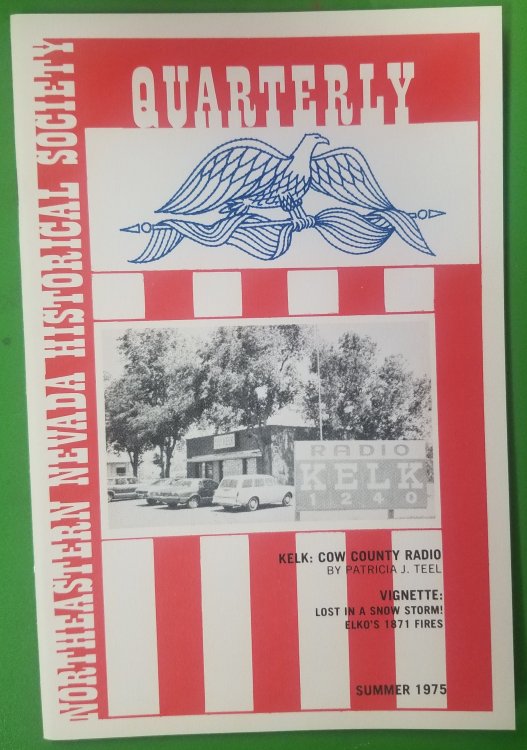 NORTHEASTERN NEVADA HISTORICAL SOCIETY
QUARTERLY
RADIO
KELK
1240
KELK: COW COUNTY RADIO
BY PATRICIA J. TEEL
VIGNETTE:
LOST IN A SNOW STORM!
ELKO'S 1871 FIRES
SUMMER 1975